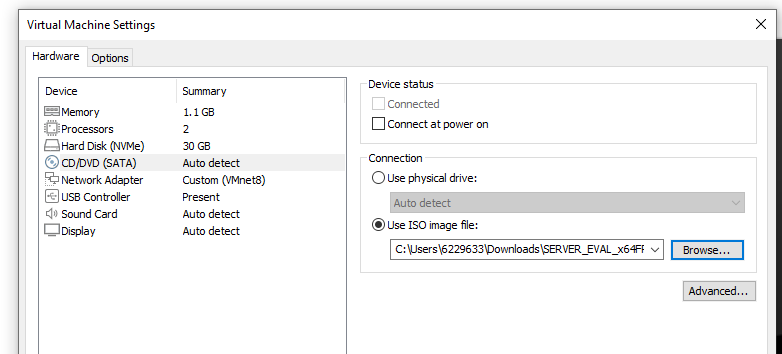 Virtual Machine Settings
Hardware
Options
Device Summary
Memory 1.1 GB
Processors 2
Hard Disk (NVMe) 30 GB
CD/DVD (SATA) Auto detect
Network Adapter Custom (VMnet8)
USB Controller Present
Sound Card Auto detect
Display Auto detect
Device status
Connected
Connect at power on
Connection
Use physical drive:
Auto detect
Use ISO image file:
C:\Users\6229633\Downloads\SERVER_EVAL_x64FR
Browse...
Advanced...